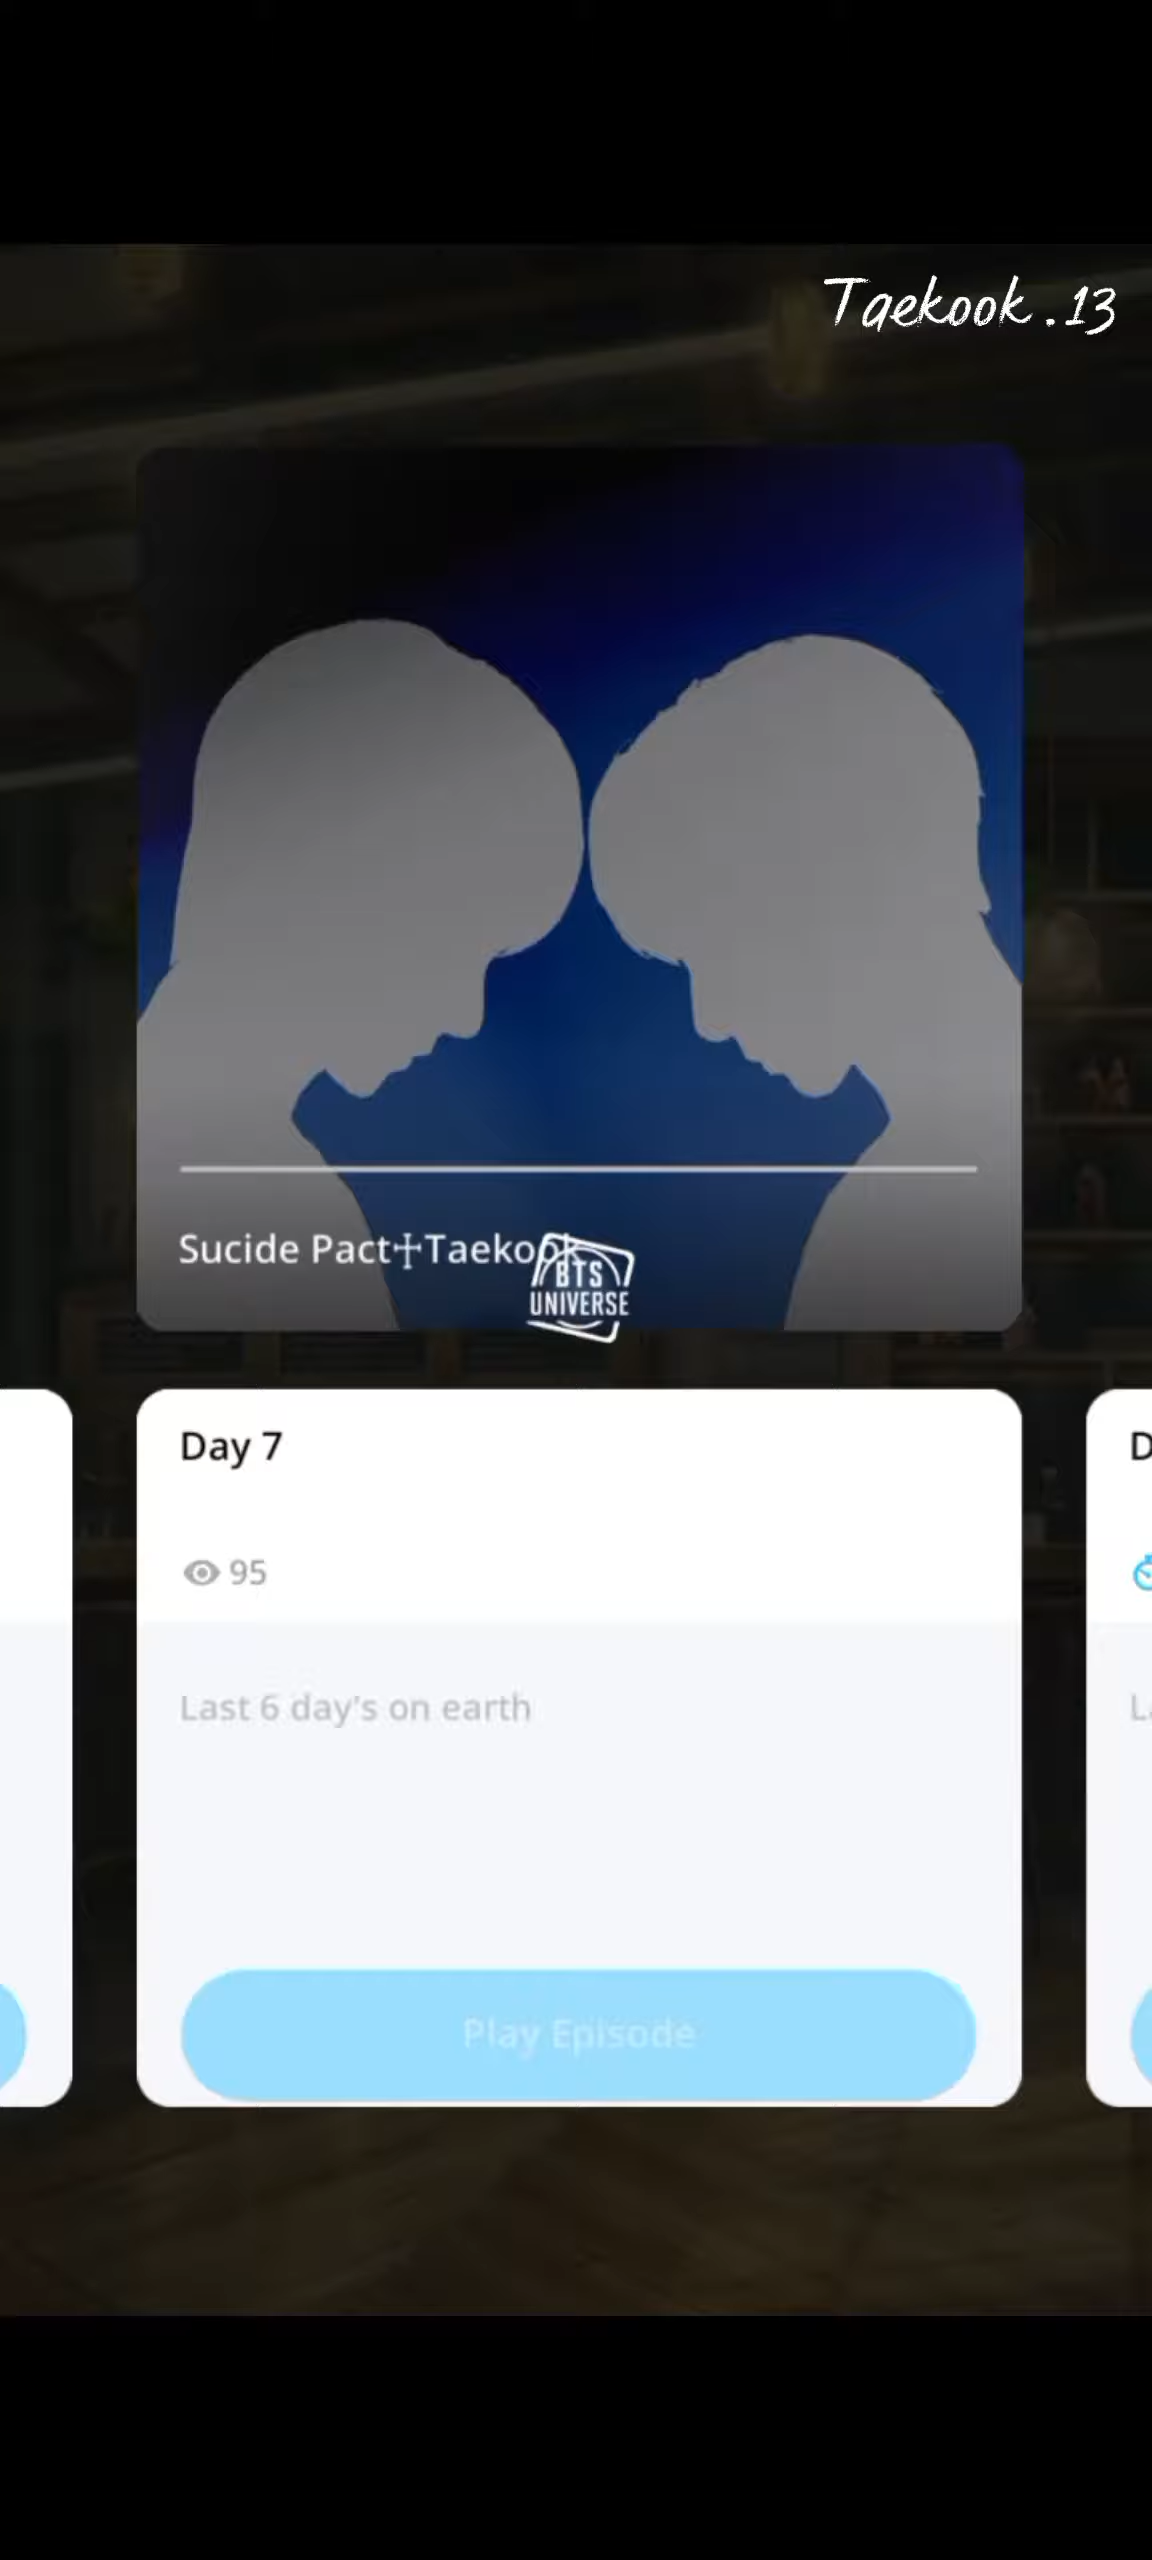 Taekook .13
Sucide Pact☩Taekook
BTS
UNIVERSE
Day 7
D
95
Last 6 day's on earth
L
Play Episode